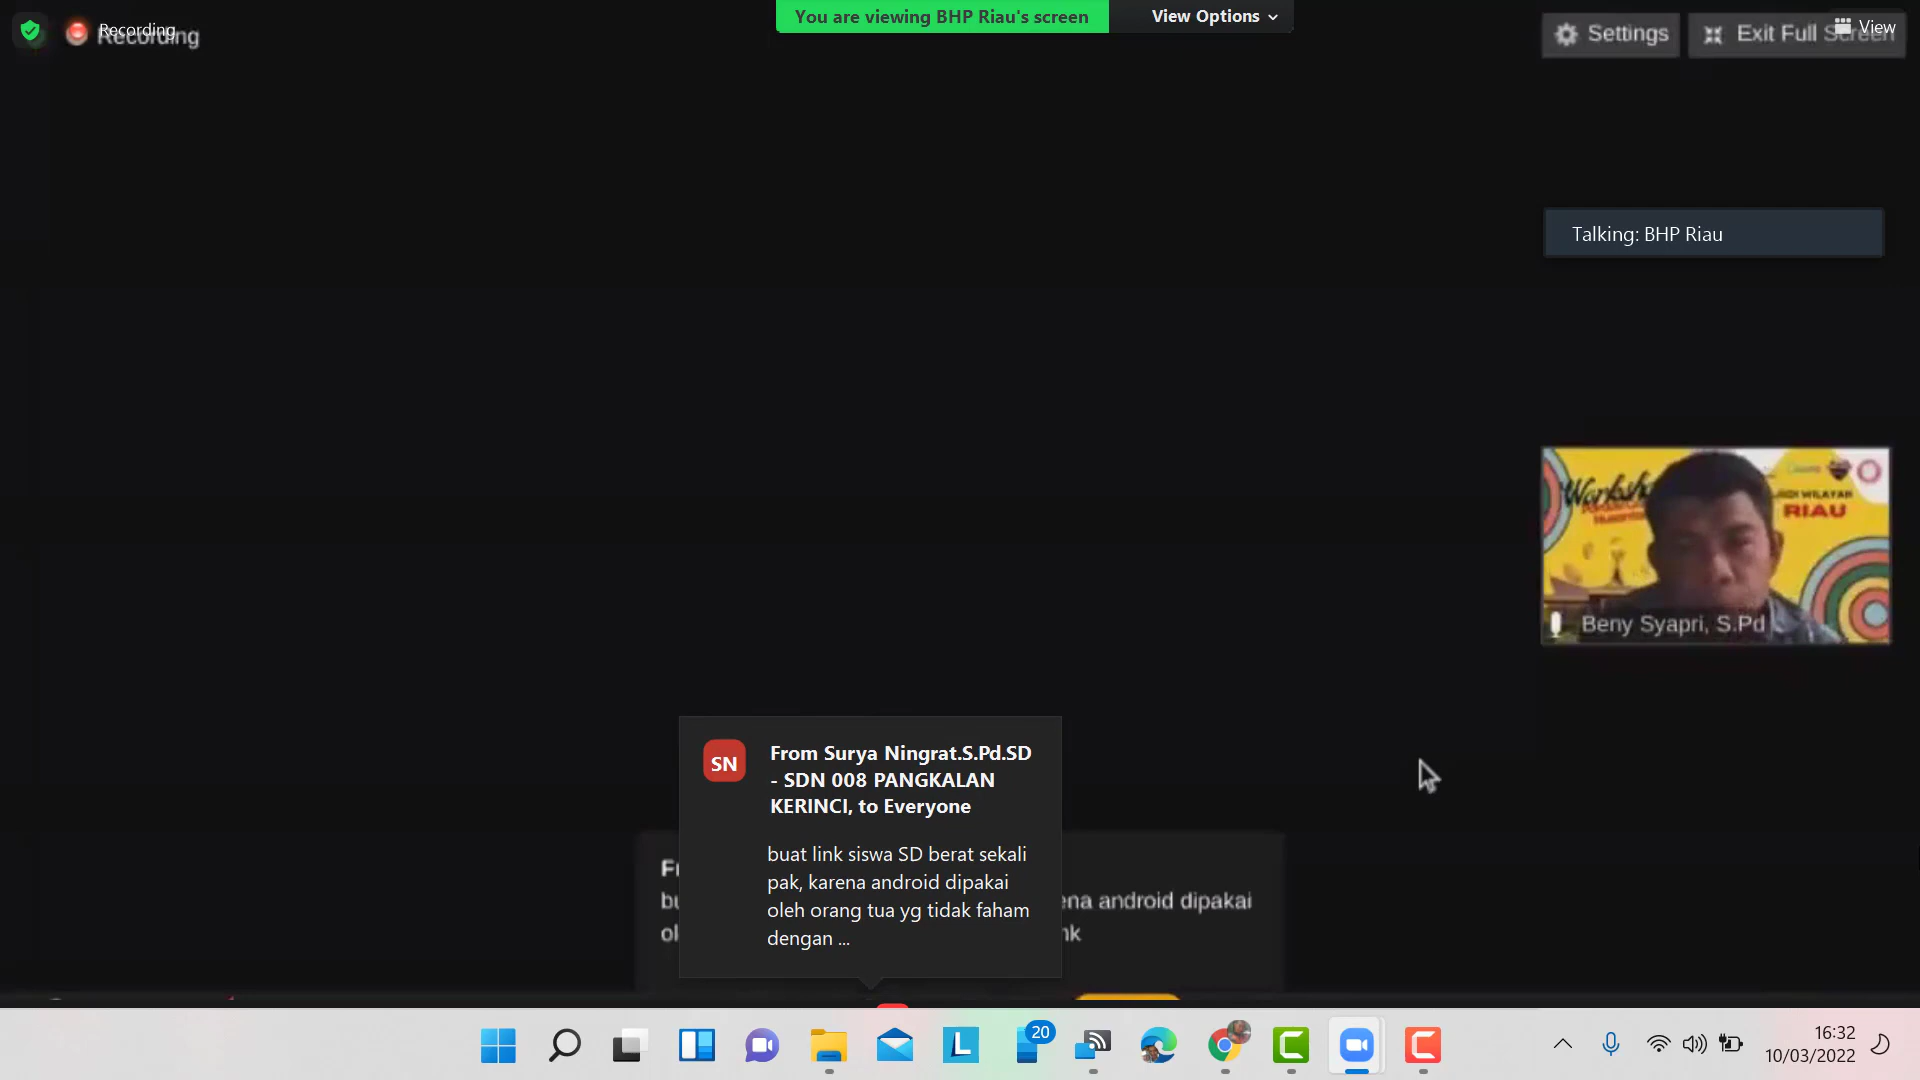 Recording
Recording
You are viewing BHP Riau's screen
View Options
Settings
Exit Full Screen
View
Talking: BHP Riau
RIAU
Beny Syapri, S.Pd
SN
From Surya Ningrat.S.Pd.SD
- SDN 008 PANGKALAN
KERINCI, to Everyone
buat link siswa SD berat sekali
pak, karena android dipakai
oleh orang tua yg tidak faham
dengan ...
android dipakai
20
16:32
10/03/2022